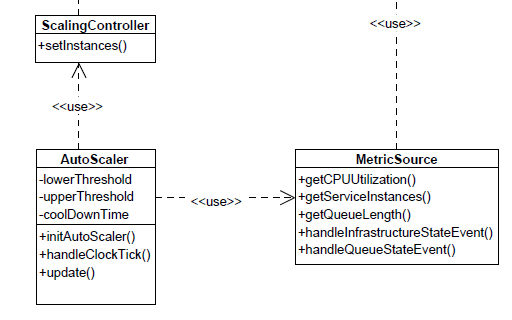 <<use>>
ScalingController
+setInstances()
<<use>>
AutoScaler
-lowerThreshold
-upperThreshold
-coolDownTime
+initAutoScaler()
+handleClockTick()
+update()
<<use>>
MetricSource
+getCPUUtilization()
+getServiceInstances()
+getQueueLength()
+handleInfrastructureStateEvent()
+handleQueueStateEvent()